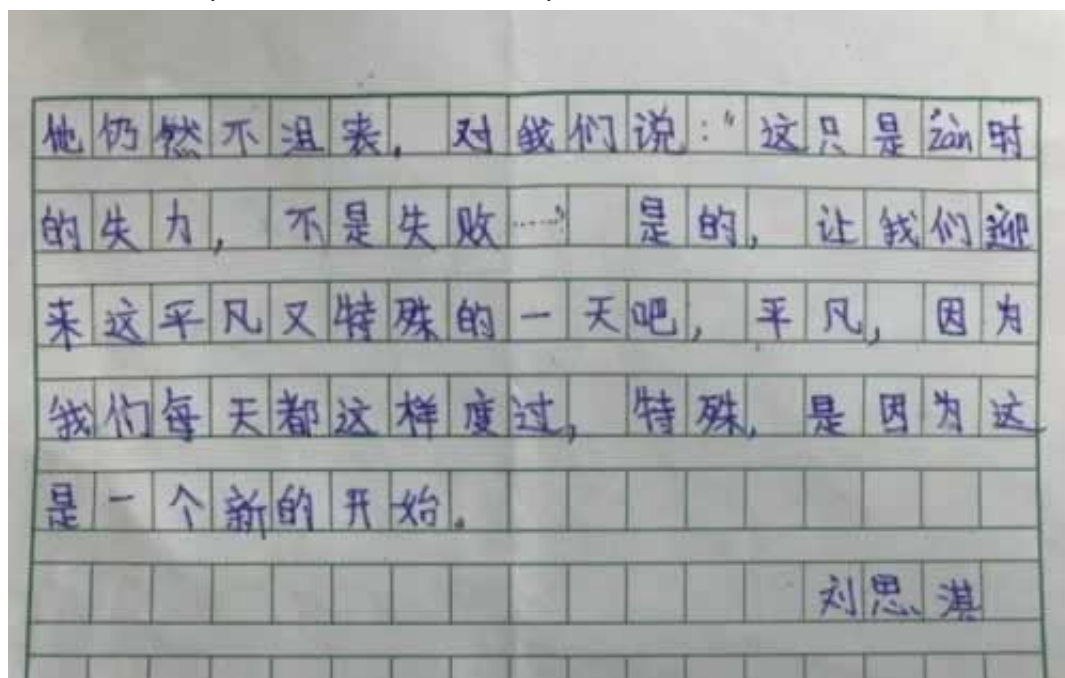 他仍然不沮丧，对我们说：“这只是zàn时
的失力，不是失败……”是的，让我们迎
来这平凡又特殊的一天吧，平凡，因为
我们每天都这样度过，特殊，是因为这
是一个新的开始。
刘思淇